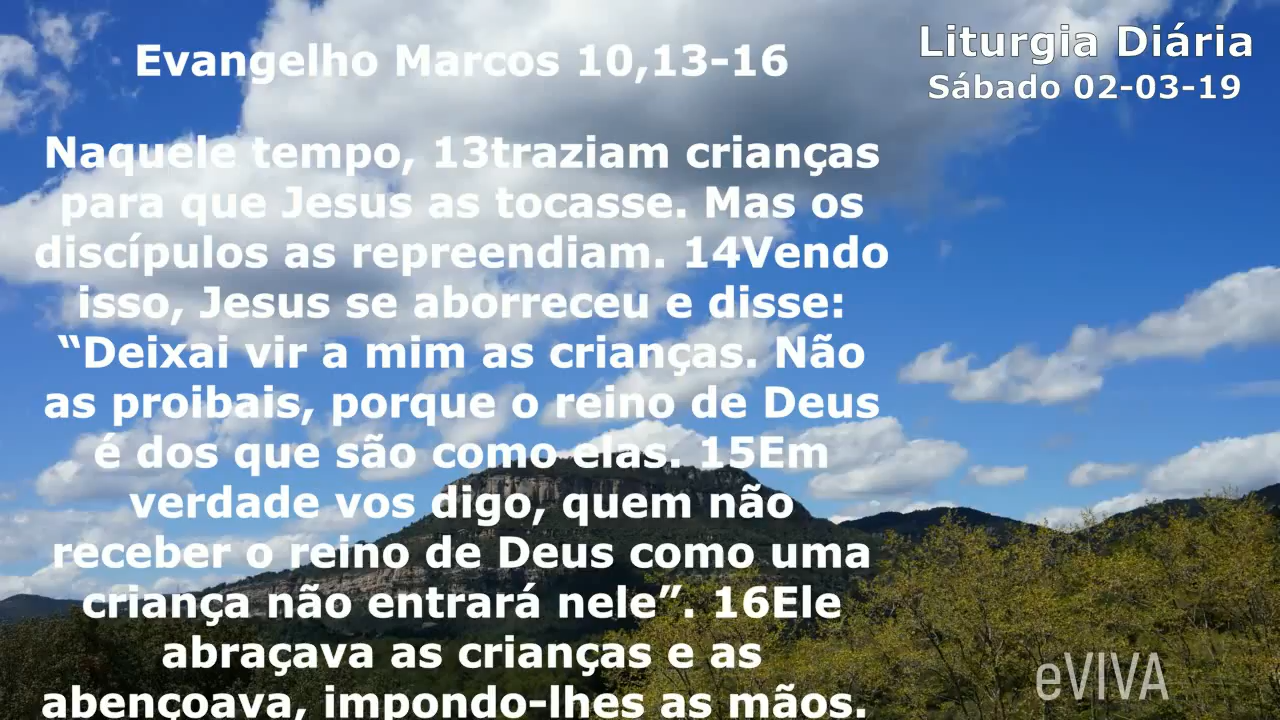 Evangelho Marcos 10,13-16
Liturgia Diária
Sábado 02-03-19
Naquele tempo, 13traziam crianças
para que Jesus as tocasse. Mas os
discípulos as repreendiam. 14Vendo
isso, Jesus se aborreceu e disse:
“Deixai vir a mim as crianças. Não
as proibais, porque o reino de Deus
é dos que são como elas. 15Em
verdade vos digo, quem não
receber o reino de Deus como uma
criança não entrará nele”. 16Ele
abraçava as crianças e as
abençoava, impondo-lhes as mãos.
eVIVA